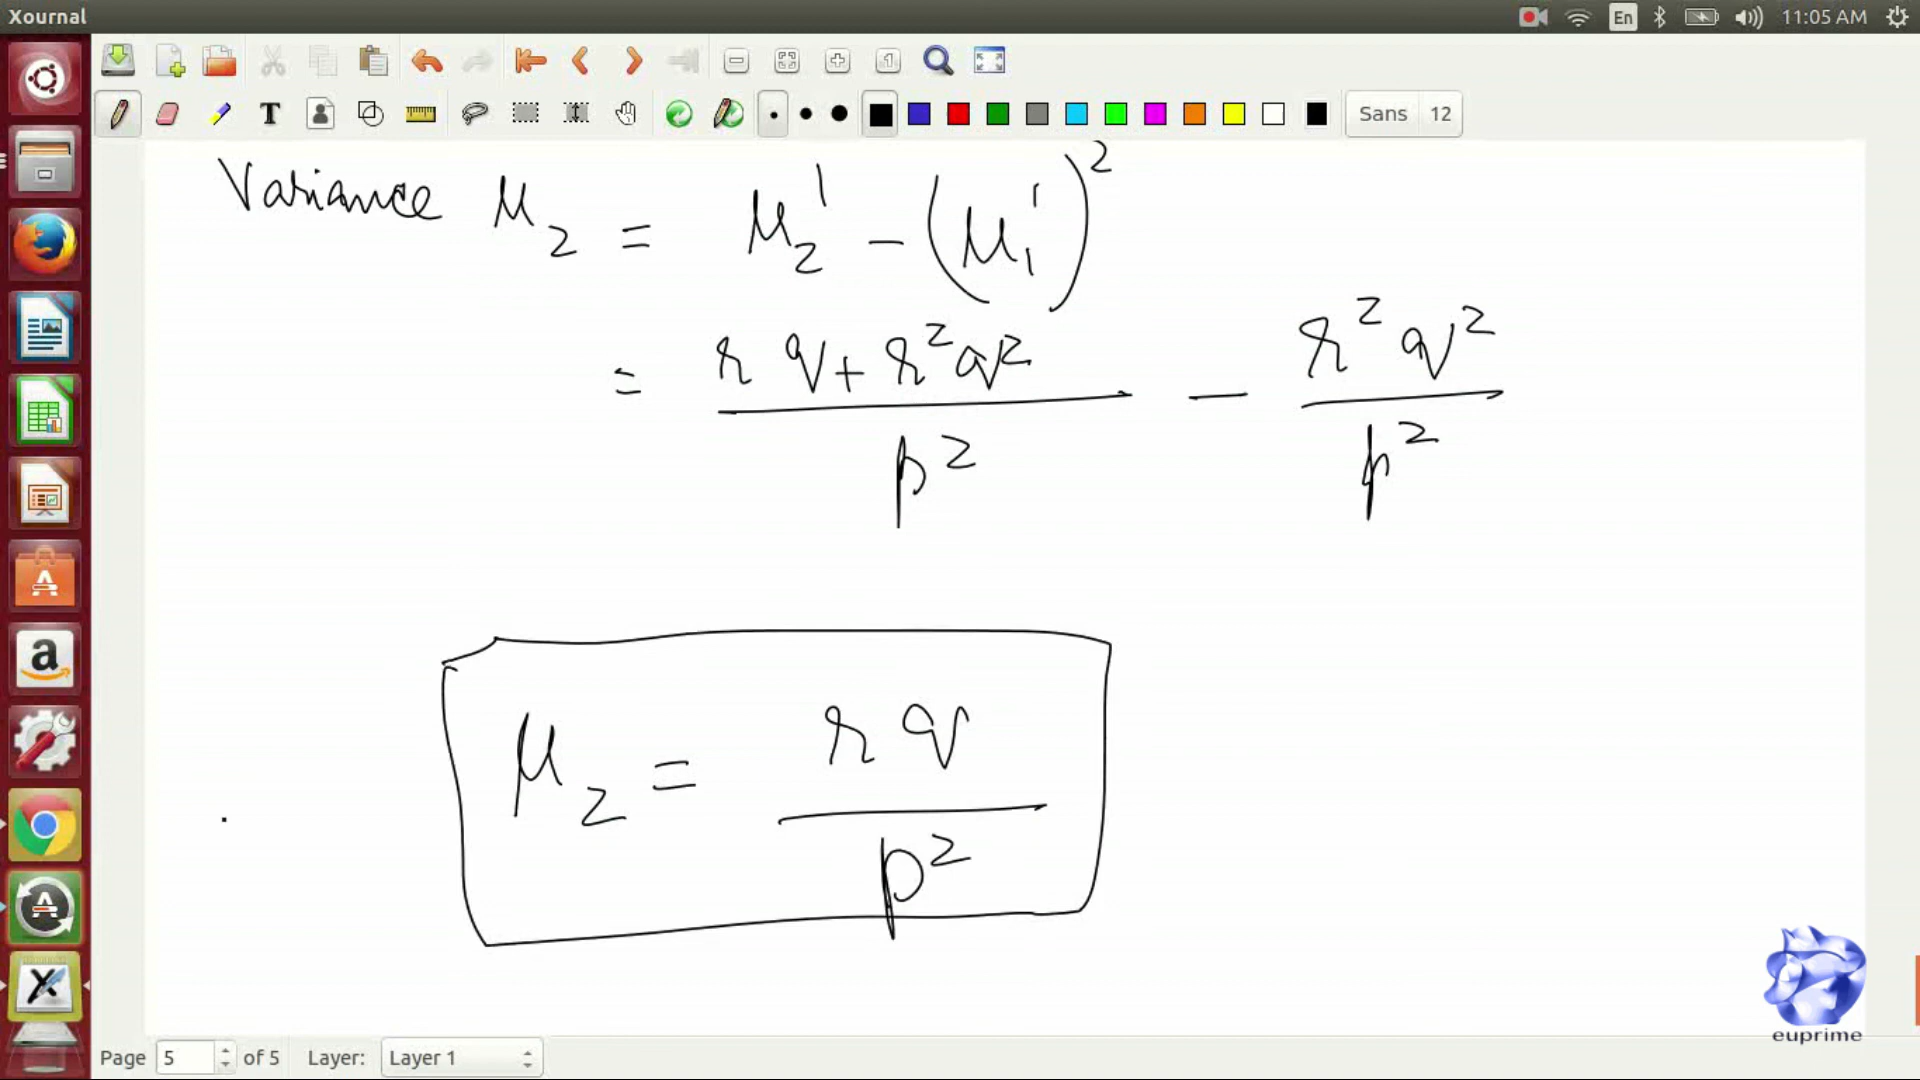 Xournal
En
11:05 AM
T
Sans 12
Variance μ₂ = μ₂' − (μ₁')²
= (rq + r²q²)/p² − r²q²/p²
μ₂ = rq/p²
euprime
Page 5 of 5 Layer: Layer 1